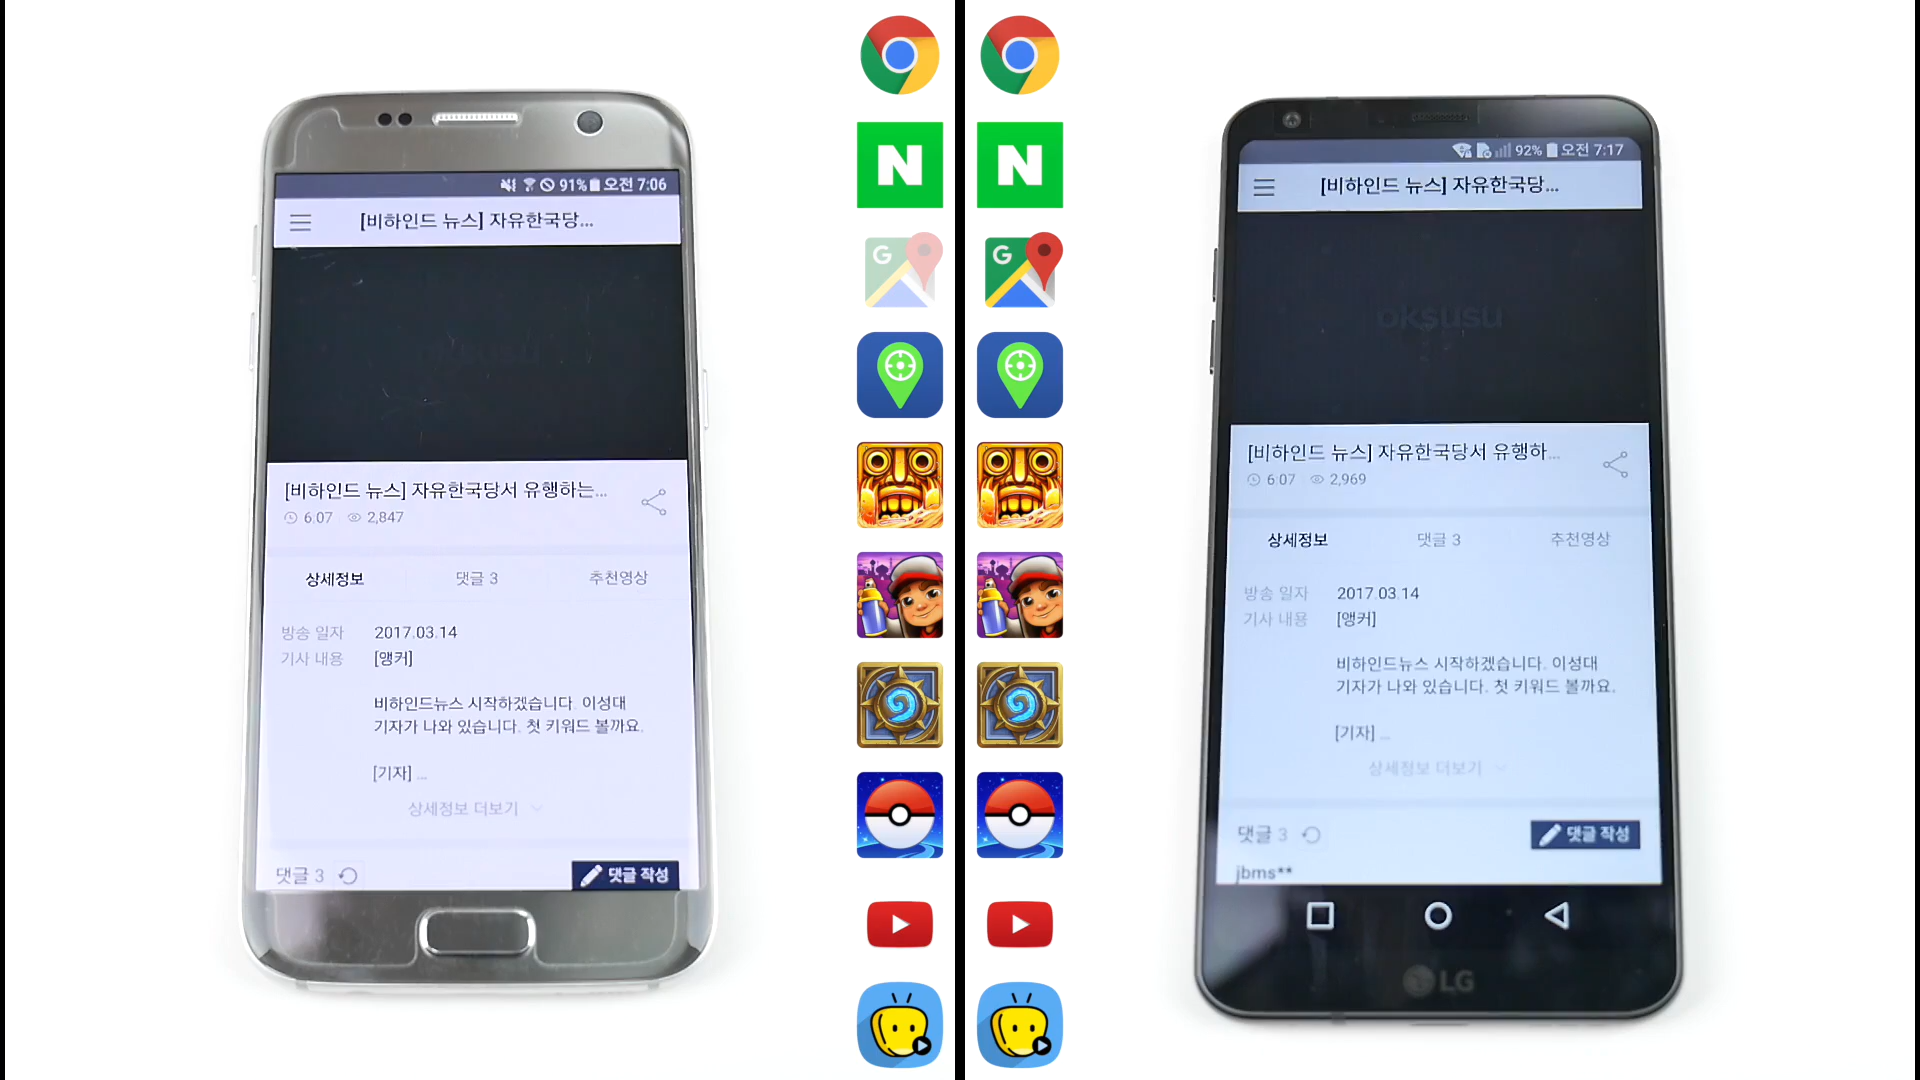 91% 오전 7:06
[비하인드 뉴스] 자유한국당...
oksusu
[비하인드 뉴스] 자유한국당서 유행하는...
6:07 2,847
상세정보 댓글 3 추천영상
방송 일자 2017.03.14
기사 내용 [앵커]
비하인드뉴스 시작하겠습니다. 이성대
기자가 나와 있습니다. 첫 키워드 볼까요.
[기자] ...
상세정보 더보기
댓글 3 댓글 작성
N N
G G
92% 오전 7:17
[비하인드 뉴스] 자유한국당...
oksusu
[비하인드 뉴스] 자유한국당서 유행하...
6:07 2,969
상세정보 댓글 3 추천영상
방송 일자 2017.03.14
기사 내용 [앵커]
비하인드뉴스 시작하겠습니다. 이성대
기자가 나와 있습니다. 첫 키워드 볼까요.
[기자] ...
상세정보 더보기
댓글 3 댓글 작성
jbms**
LG